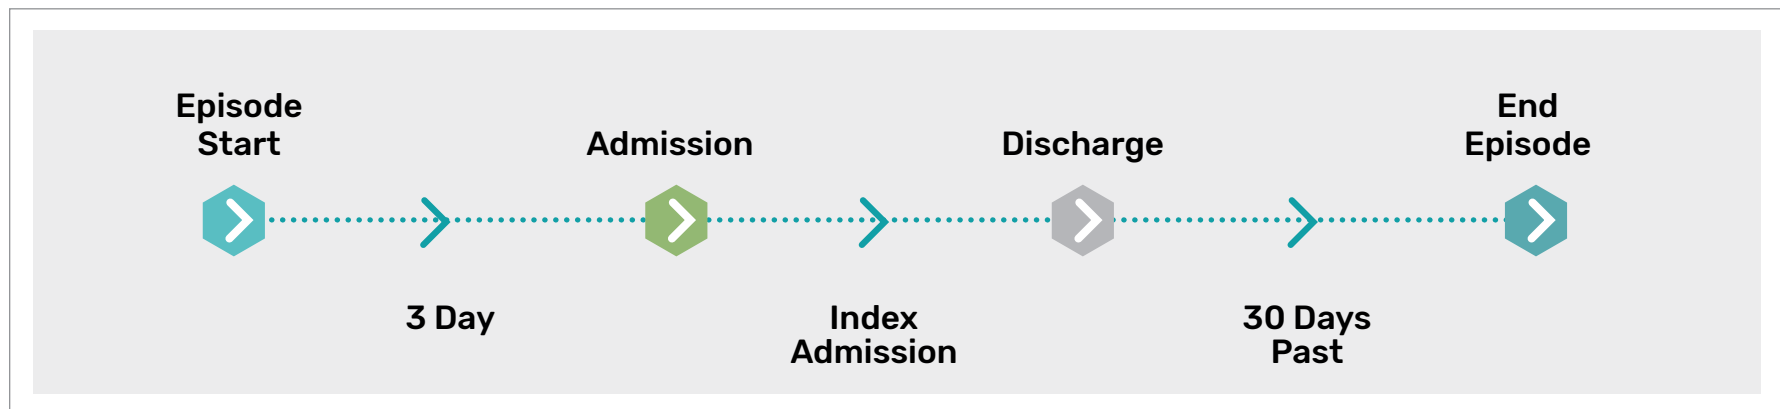 Episode
Start
Admission
Discharge
End
Episode
3 Day
Index
Admission
30 Days
Past